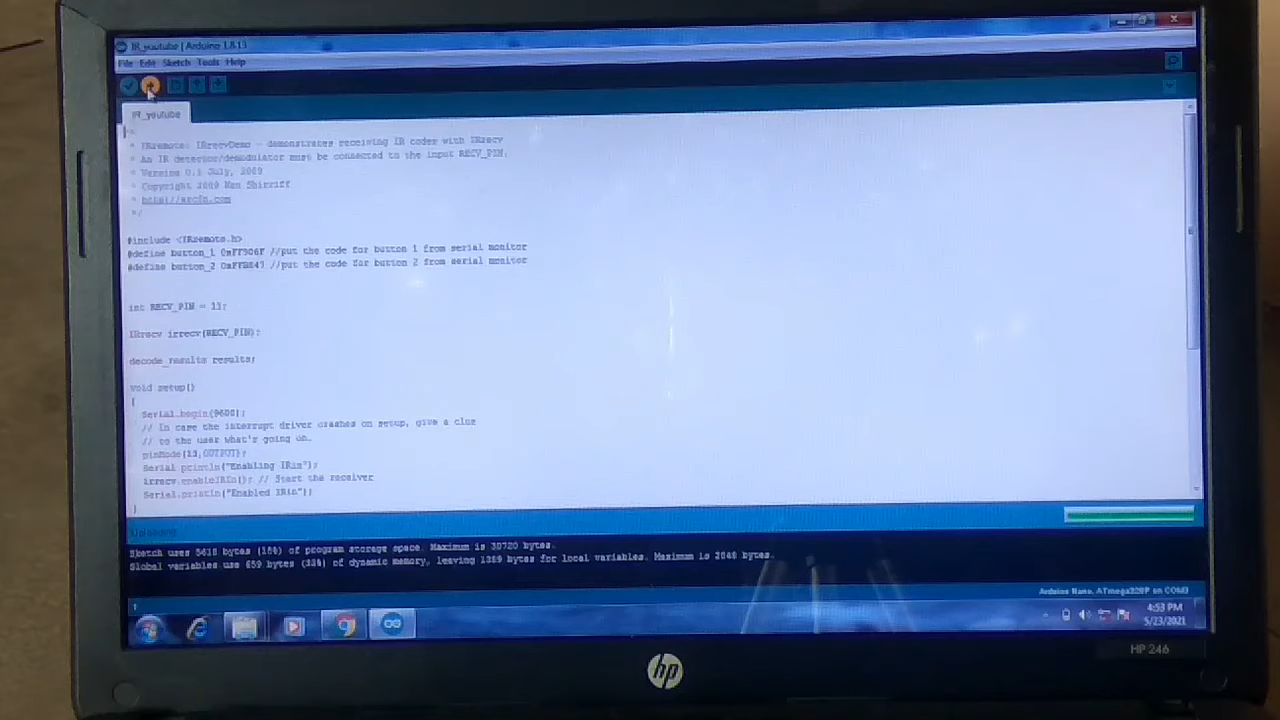 IR_youtube | Arduino 1.8.13
File Edit Sketch Tools Help
IR_youtube
/*
* IRremote: IRrecvDemo - demonstrates receiving IR codes with IRrecv
* An IR detector/demodulator must be connected to the input RECV_PIN.
* Version 0.1 July, 2009
* Copyright 2009 Ken Shirriff
* http://arcfn.com
*/
#include <IRremote.h>
#define button_1 0xFF906F //put the code for button 1 from serial monitor
#define button_2 //put the code for button 2 from serial monitor
int RECV_PIN = 11;
IRrecv irrecv(RECV_PIN);
decode_results results;
void setup()
{
Serial.begin(9600);
// In case the interrupt driver crashes on setup, give a clue
// to the user what's going on.
pinMode(13,OUTPUT);
Serial.println("Enabling IRin");
irrecv.enableIRIn(); // Start the receiver
Serial.println("Enabled IRin");
}
Uploading...
Sketch uses 5618 bytes (18%) of program storage space. Maximum is 30720 bytes.
Global variables use 659 bytes (32%) of dynamic memory, leaving 1389 bytes for local variables. Maximum is 2048 bytes.
1
Arduino Nano, ATmega328P on COM3
4:53 PM
5/23/2021
hp
HP 246